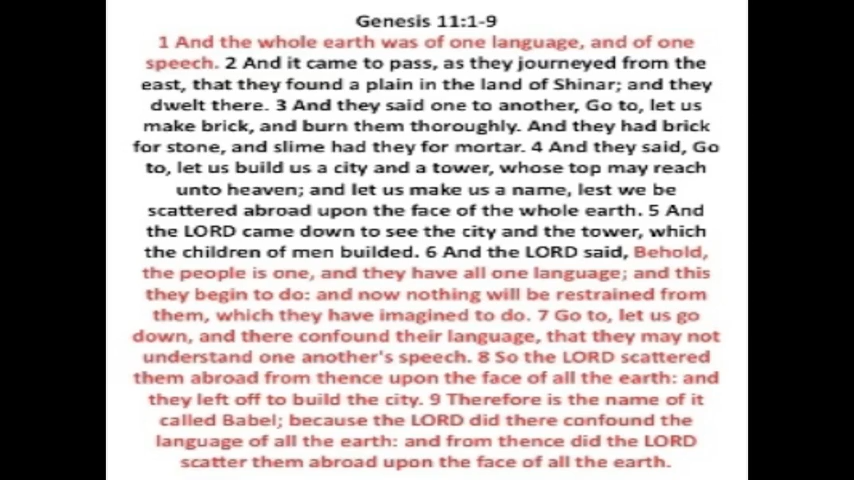 Genesis 11:1-9
1 And the whole earth was of one language, and of one
speech. 2 And it came to pass, as they journeyed from the
east, that they found a plain in the land of Shinar; and they
dwelt there. 3 And they said one to another, Go to, let us
make brick, and burn them thoroughly. And they had brick
for stone, and slime had they for mortar. 4 And they said, Go
to, let us build us a city and a tower, whose top may reach
unto heaven; and let us make us a name, lest we be
scattered abroad upon the face of the whole earth. 5 And
the LORD came down to see the city and the tower, which
the children of men builded. 6 And the LORD said, Behold,
the people is one, and they have all one language; and this
they begin to do: and now nothing will be restrained from
them, which they have imagined to do. 7 Go to, let us go
down, and there confound their language, that they may not
understand one another's speech. 8 So the LORD scattered
them abroad from thence upon the face of all the earth: and
they left off to build the city. 9 Therefore is the name of it
called Babel; because the LORD did there confound the
language of all the earth: and from thence did the LORD
scatter them abroad upon the face of all the earth.